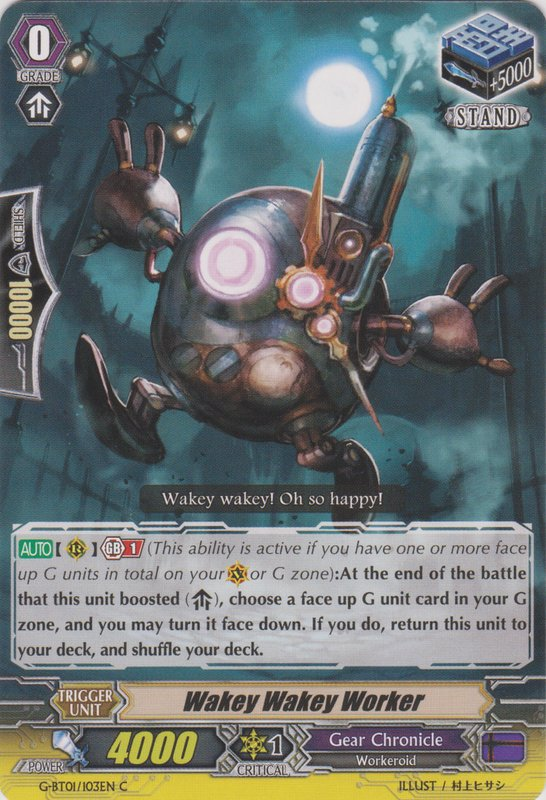 0
GRADE
+5000
STAND
SHIELD
10000
Wakey wakey! Oh so happy!
AUTO【 R 】 GB 1 (This ability is active if you have one or more face
up G units in total on your V or G zone):At the end of the battle
that this unit boosted ( ), choose a face up G unit card in your G
zone, and you may turn it face down. If you do, return this unit to
your deck, and shuffle your deck.
TRIGGER
UNIT
Wakey Wakey Worker
POWER
4000
1
CRITICAL
Gear Chronicle
Workeroid
G-BT01/103EN C
ILLUST / 村上ヒサシ